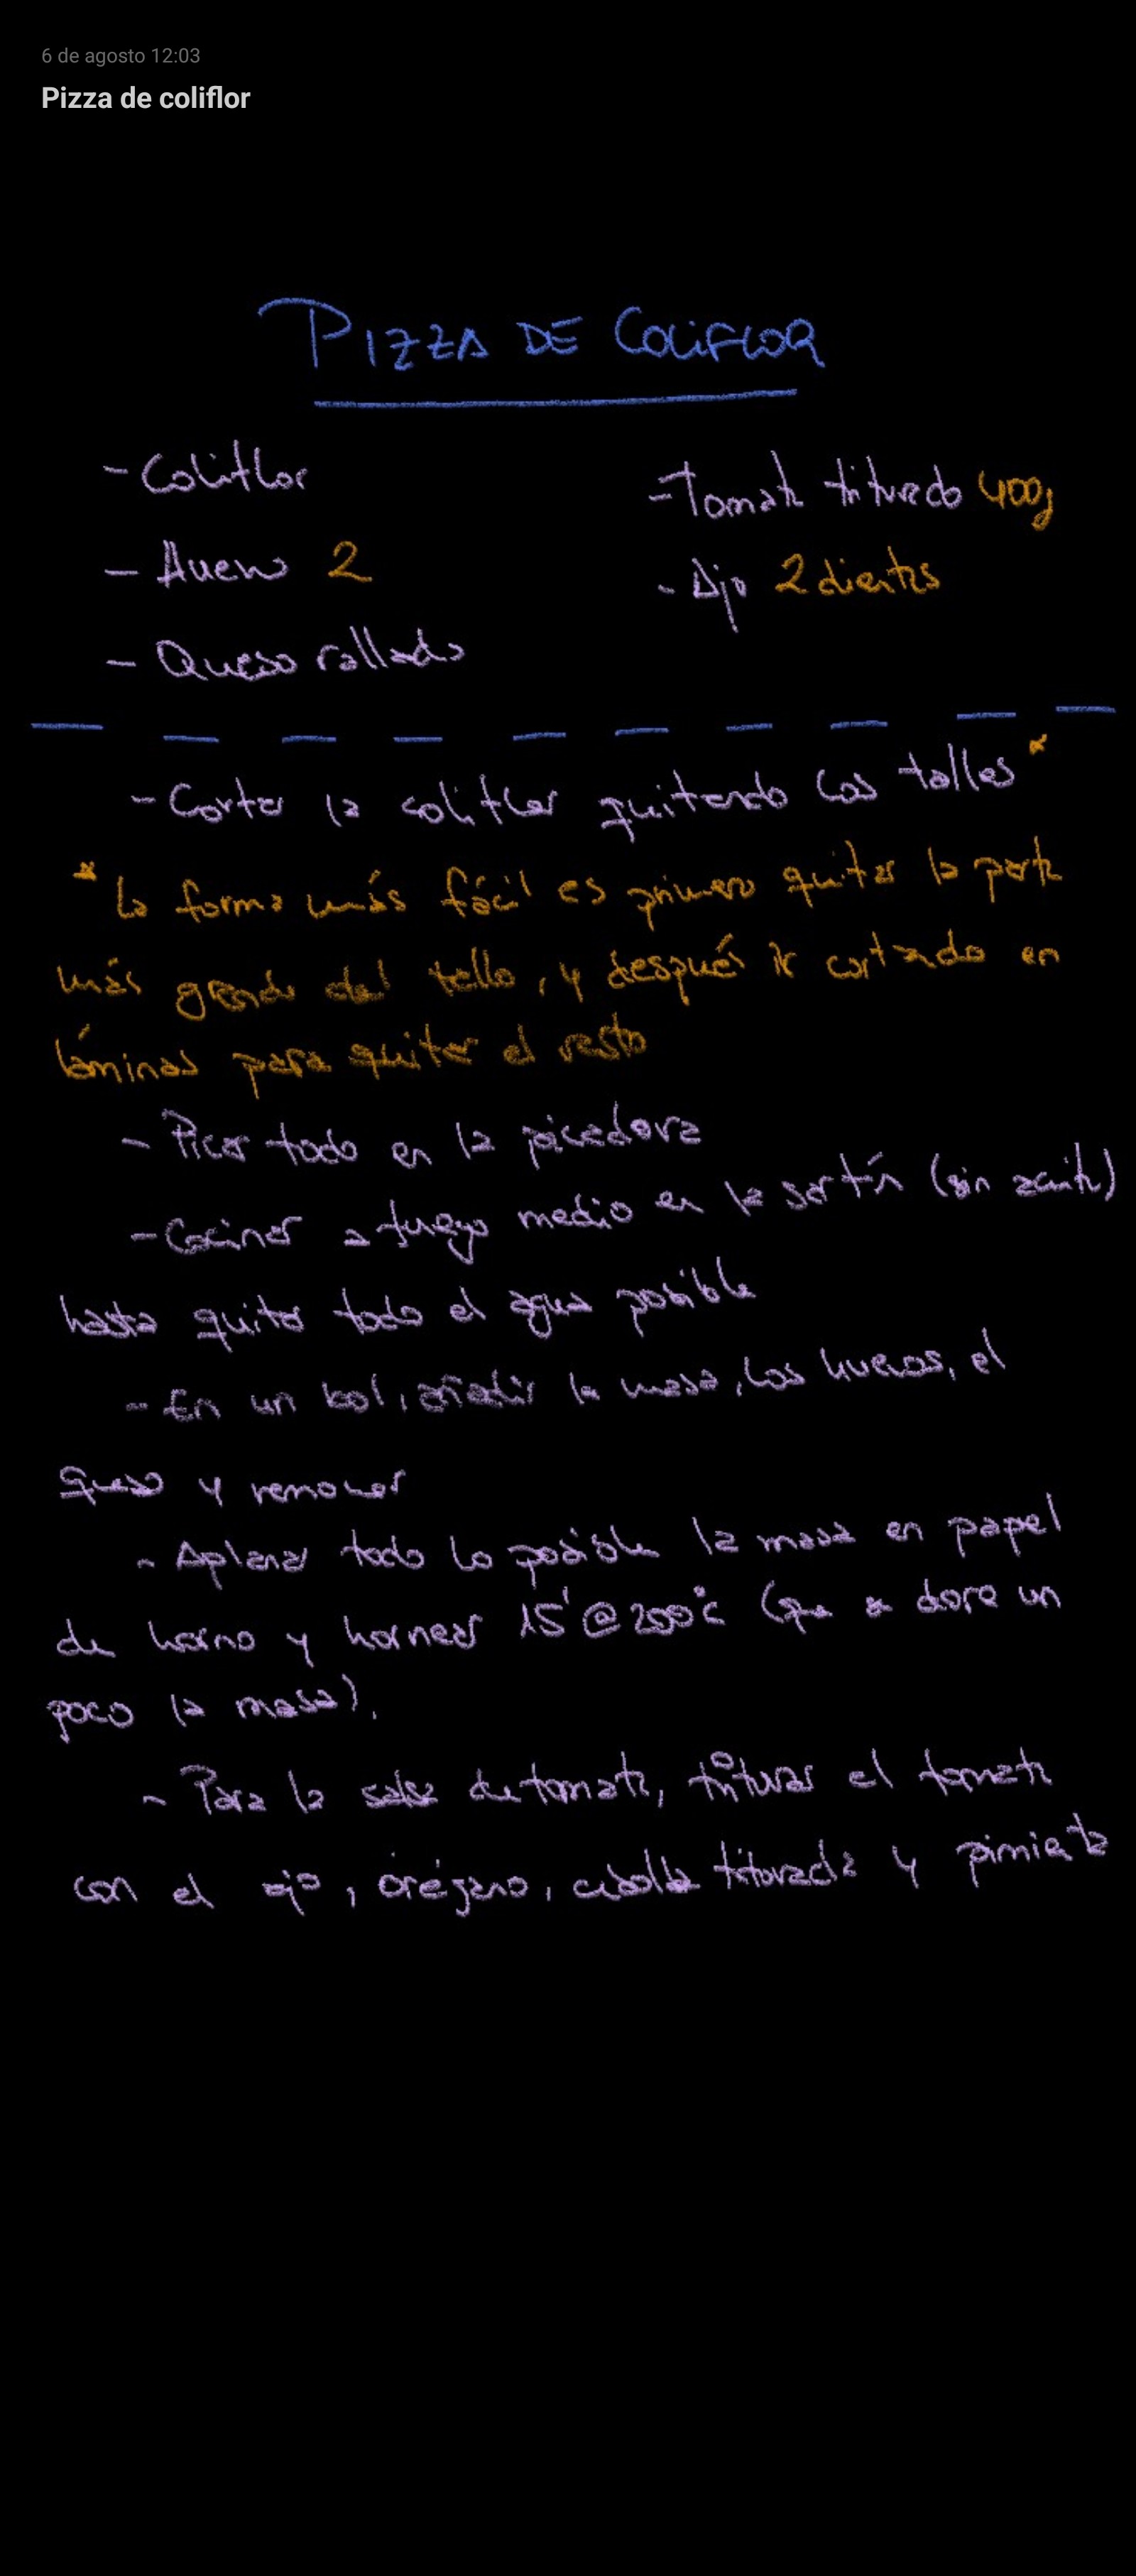 6 de agosto 12:03
Pizza de coliflor
PIZZA DE COLIFLOR
- Coliflor
- Tomate triturado 400g
- Huevo 2
- Ajo 2 dientes
- Queso rallado
- Cortar la coliflor quitando los tallos *
* La forma más fácil es primero quitar la parte
más grande del tallo, y después ir cortando en
láminas para quitar el resto
- Picar todo en la picadora
- Cocinar a fuego medio en la sartén (sin aceite)
hasta quitar todo el agua posible
- En un bol, añadir la masa, los huevos, el
queso y remover
- Aplanar todo lo posible la masa en papel
de horno y hornear 15' @ 200°C (que se dore un
poco la masa).
- Para la salsa de tomate, triturar el tomate
con el ajo, orégano, cebolla triturada y pimienta